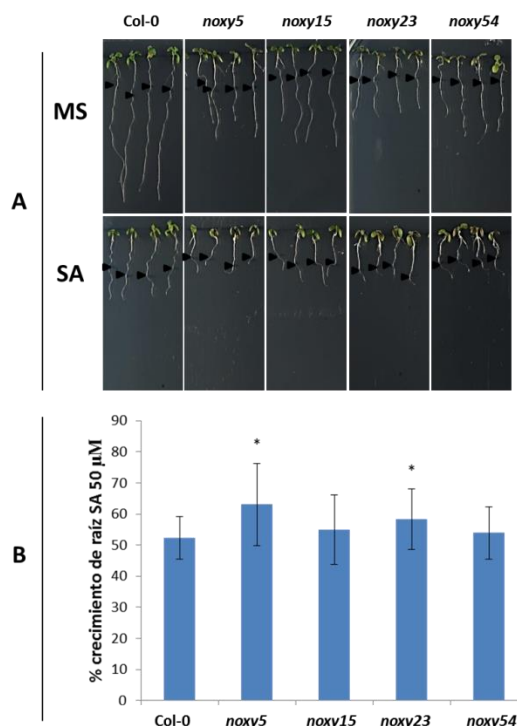 Col-0 noxy5 noxy15 noxy23 noxy54
MS
A
SA
B
% crecimiento de raíz SA 50 µM
90
80
70
60
50
40
30
20
10
0
*
*
Col-0 noxy5 noxy15 noxy23 noxy54